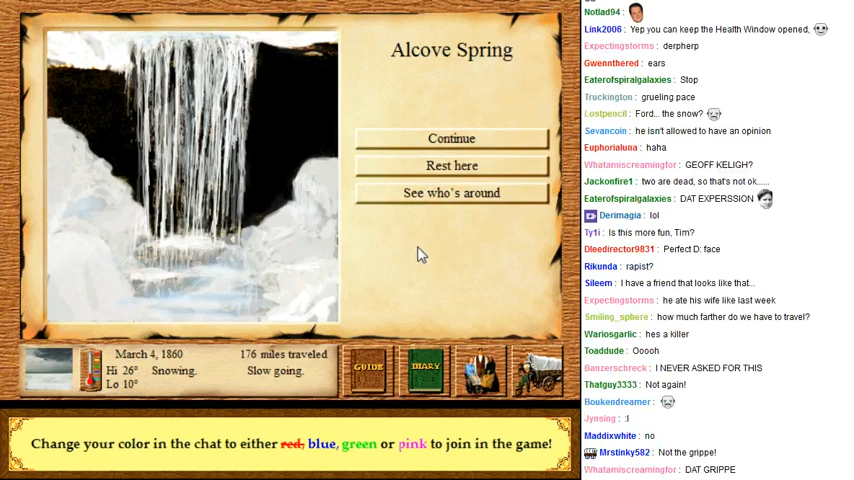 Alcove Spring
Continue
Rest here
See who's around
March 4, 1860
176 miles traveled
Hi 26° Snowing.
Slow going.
Lo 10°
GUIDE
DIARY
Change your color in the chat to either red, blue, green or pink to join in the game!
Notlad94 :
Link2006 : Yep you can keep the Health Window opened,
Expectingstorms : derpherp
Gwennthered : ears
Eaterofspiralgalaxies : Stop
Truckington : grueling pace
Lostpencil : Ford... the snow?
Sevancoin : he isn't allowed to have an opinion
Euphorialuna : haha
Whatamiscreamingfor : GEOFF KELIGH?
Jackonfire1 : two are dead, so that's not ok......
Eaterofspiralgalaxies : DAT EXPERSSION
Derimagia : lol
Ty1i : Is this more fun, Tim?
Dleedirector9831 : Perfect D: face
Rikunda : rapist?
Sileem : I have a friend that looks like that...
Expectingstorms : he ate his wife like last week
Smiling_sphere : how much farther do we have to travel?
Wariosgarlic : hes a killer
Toaddude : Ooooh
Banzerschreck : I NEVER ASKED FOR THIS
Thatguy3333 : Not again!
Boukendreamer :
Jynsing : :l
Maddixwhite : no
Mrstinky582 : Not the grippe!
Whatamiscreamingfor : DAT GRIPPE